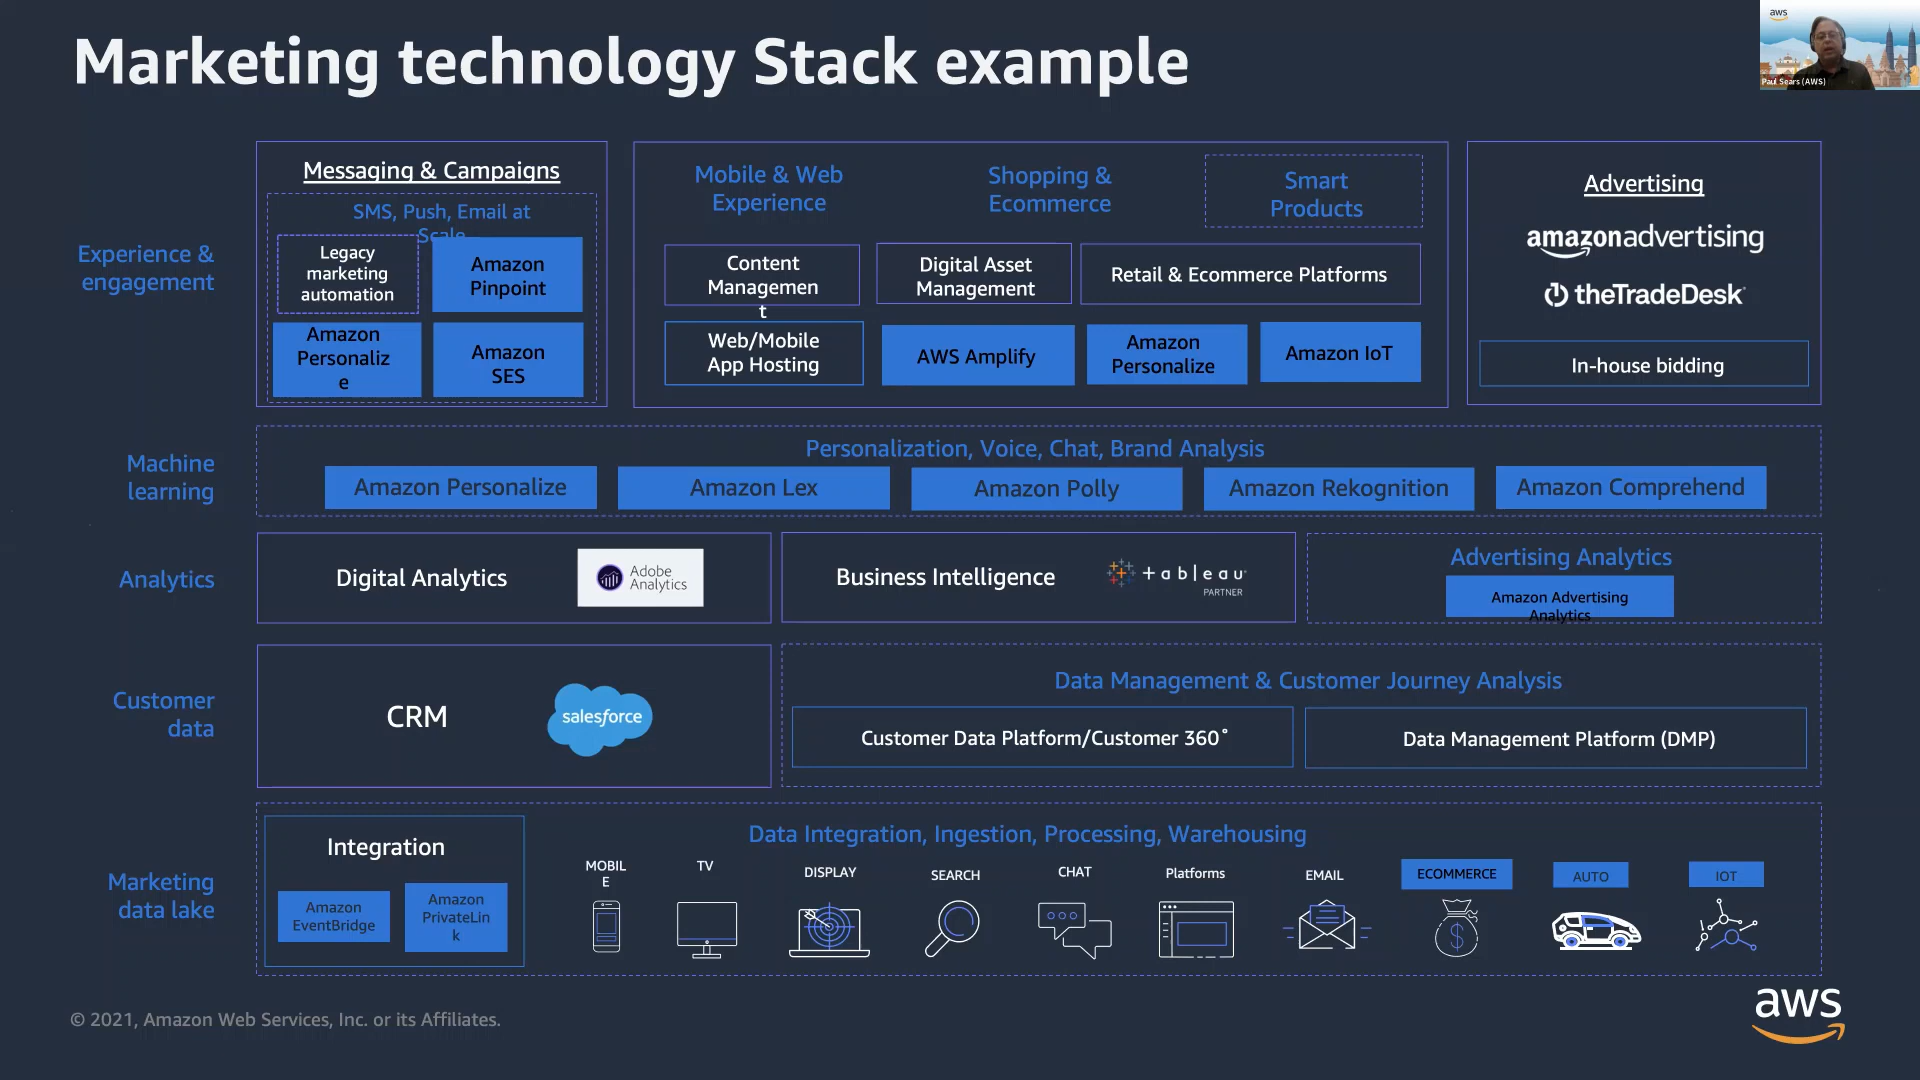 Marketing technology Stack example
aws
Paul Sears (AWS)
Experience &
engagement
Messaging & Campaigns
SMS, Push, Email at
Scale
Legacy
marketing
automation
Amazon
Pinpoint
Amazon
Personaliz
e
Amazon
SES
Mobile & Web
Experience
Shopping &
Ecommerce
Smart
Products
Content
Managemen
t
Digital Asset
Management
Retail & Ecommerce Platforms
Web/Mobile
App Hosting
AWS Amplify
Amazon
Personalize
Amazon IoT
Advertising
amazonadvertising
theTradeDesk
In-house bidding
Machine
learning
Personalization, Voice, Chat, Brand Analysis
Amazon Personalize
Amazon Lex
Amazon Polly
Amazon Rekognition
Amazon Comprehend
Analytics
Digital Analytics
Adobe
Analytics
Business Intelligence
+ableau
PARTNER
Advertising Analytics
Amazon Advertising
Analytics
Customer
data
CRM
salesforce
Data Management & Customer Journey Analysis
Customer Data Platform/Customer 360°
Data Management Platform (DMP)
Marketing
data lake
Integration
Amazon
EventBridge
Amazon
PrivateLin
k
Data Integration, Ingestion, Processing, Warehousing
MOBIL
E
TV
DISPLAY
SEARCH
CHAT
Platforms
EMAIL
ECOMMERCE
AUTO
IOT
$
© 2021, Amazon Web Services, Inc. or its Affiliates.
aws